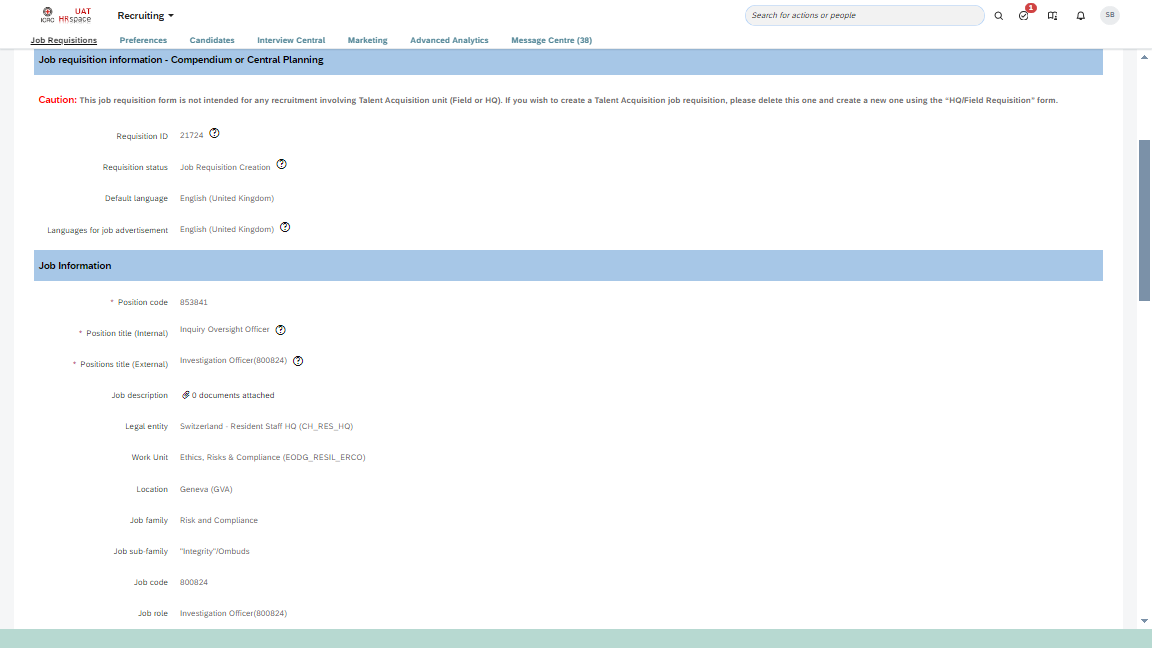 ICRC
UAT
HRspace
Recruiting
Search for actions or people
1
SB
Job Requisitions
Preferences
Candidates
Interview Central
Marketing
Advanced Analytics
Message Centre (38)
Job requisition information - Compendium or Central Planning
Caution: This job requisition form is not intended for any recruitment involving Talent Acquisition unit (Field or HQ). If you wish to create a Talent Acquisition job requisition, please delete this one and create a new one using the “HQ/Field Requisition” form.
Requisition ID 21724
Requisition status Job Requisition Creation
Default language English (United Kingdom)
Languages for job advertisement English (United Kingdom)
Job Information
* Position code 853841
* Position title (Internal) Inquiry Oversight Officer
* Positions title (External) Investigation Officer(800824)
Job description 0 documents attached
Legal entity Switzerland - Resident Staff HQ (CH_RES_HQ)
Work Unit Ethics, Risks & Compliance (EODG_RESIL_ERCO)
Location Geneva (GVA)
Job family Risk and Compliance
Job sub-family "Integrity"/Ombuds
Job code 800824
Job role Investigation Officer(800824)